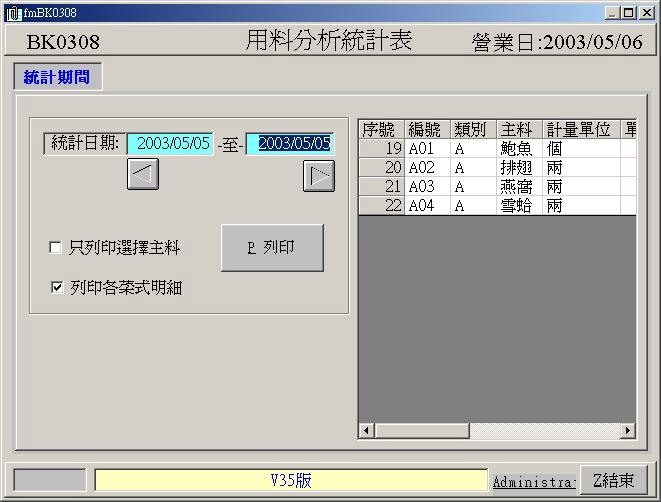 fmBK0308
BK0308 用料分析統計表 營業日:2003/05/06
統計期間
統計日期: 2003/05/05 -至- 2003/05/05
只列印選擇主料
列印各菜式明細
P 列印
序號 編號 類別 主料 計量單位 單
19 A01 A 鮑魚 個
20 A02 A 排翅 兩
21 A03 A 燕窩 兩
22 A04 A 雪蛤 兩
V35版 Administra Z結束